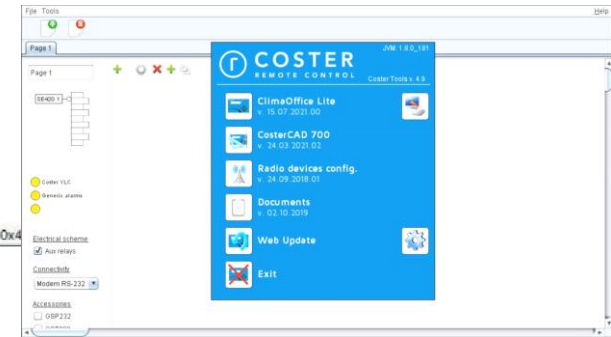 File Tools
Help
Page 1
Page 1
SB420 1
Coster YLC
Generic alarms
0x4
Electrical scheme
Aux relays
Connectivity
Modem RS-232
Accessories
GSP232
JVM: 1.8.0_181
COSTER
REMOTE CONTROL
Coster Tools v. 4.9
ClimaOffice Lite
v. 15.07.2021.00
CosterCAD 700
v. 24.03.2021.02
Radio devices config.
v. 24.09.2018.01
Documents
v. 02.10.2019
Web Update
Exit